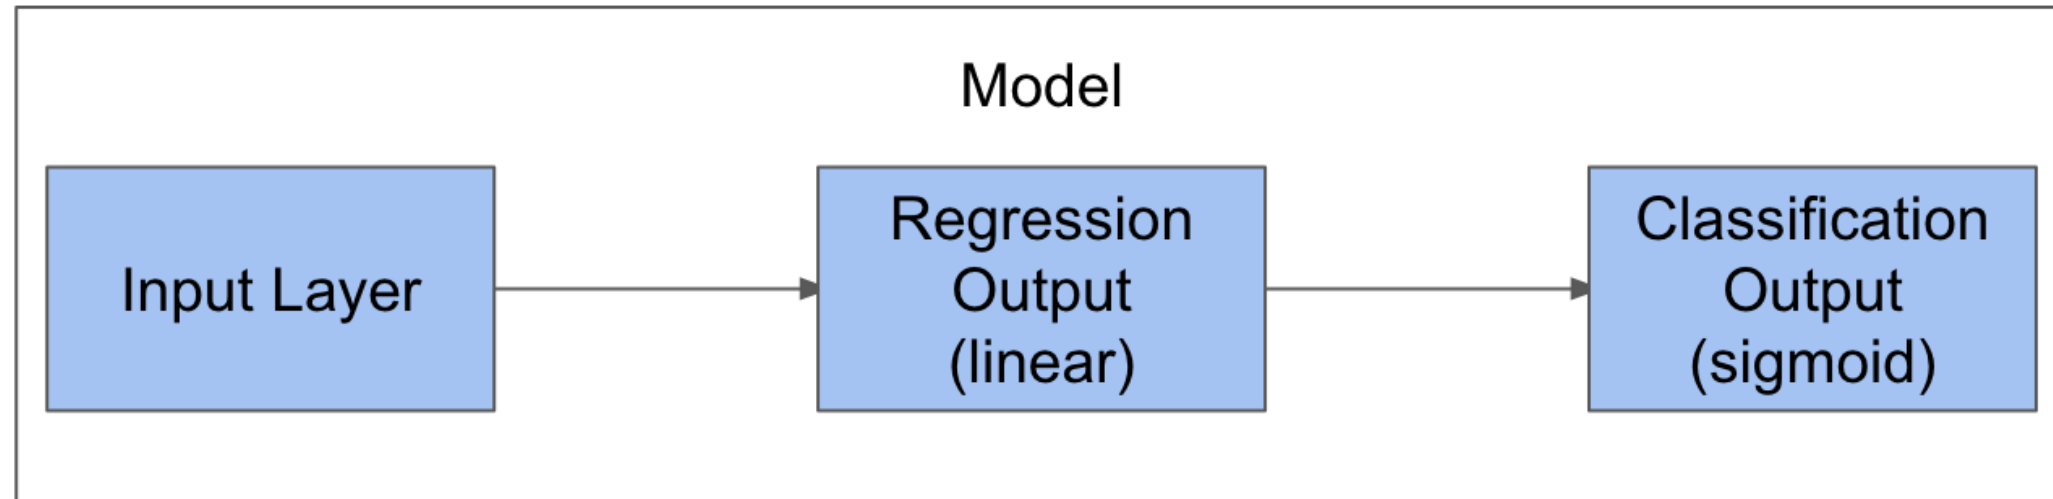 Model
Input Layer
Regression
Output
(linear)
Classification
Output
(sigmoid)